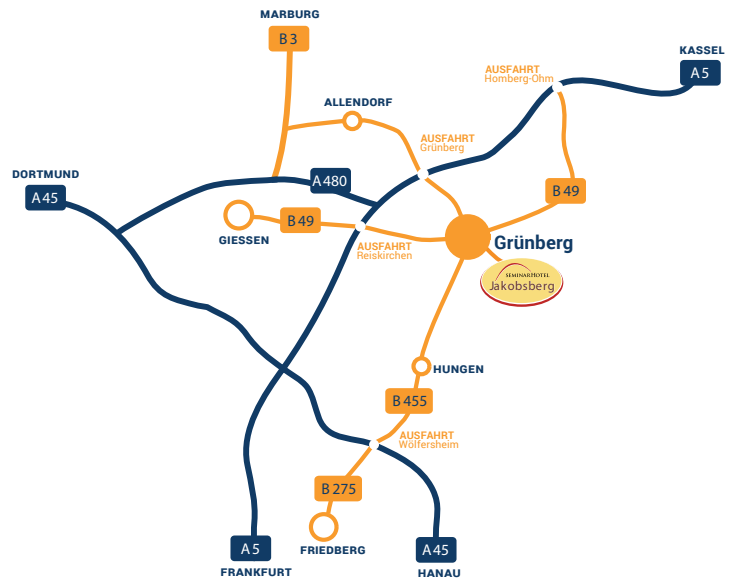 MARBURG
B 3
KASSEL
A 5
AUSFAHRT
Homberg-Ohm
ALLENDORF
AUSFAHRT
Grünberg
DORTMUND
A 45
A 480
B 49
B 49
GIESSEN
AUSFAHRT
Reiskirchen
Grünberg
SEMINARHOTEL
Jakobsberg
HUNGEN
B 455
AUSFAHRT
Wölfersheim
B 275
FRIEDBERG
A 5
FRANKFURT
A 45
HANAU